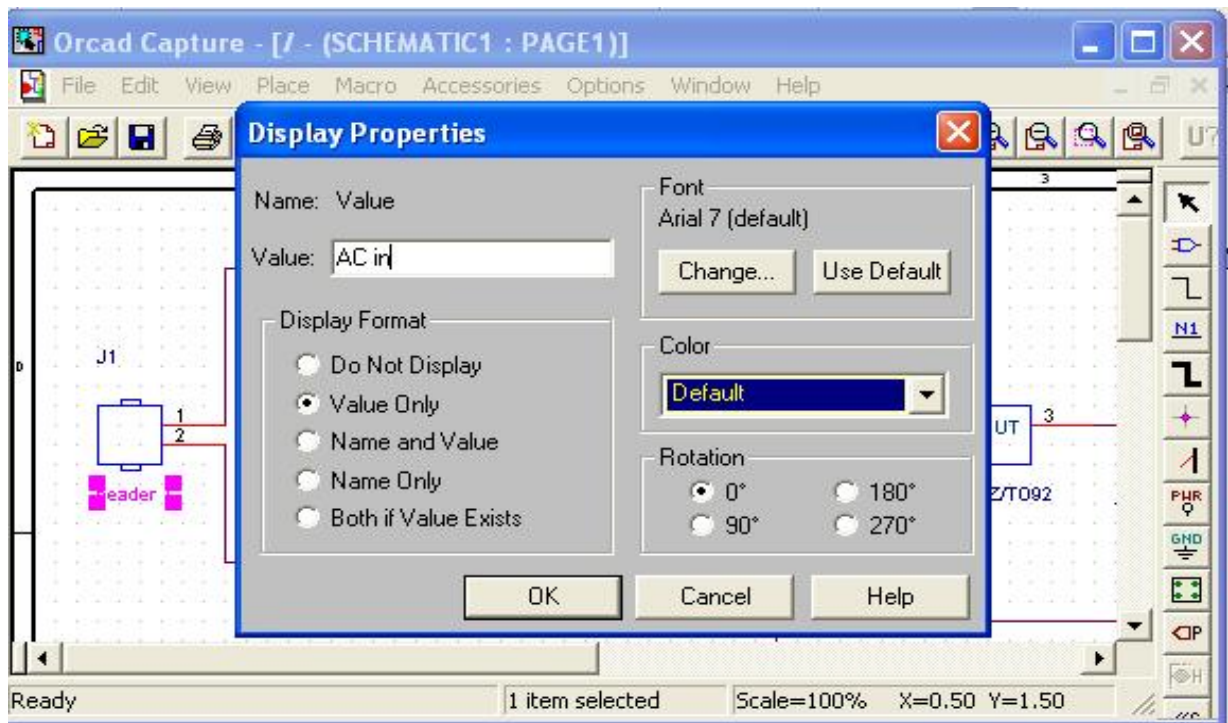 Orcad Capture - [/ - (SCHEMATIC1 : PAGE1)]
File Edit View Place Macro Accessories Options Window Help
Display Properties
U?
3
Name: Value
Value: AC in
Font
Arial 7 (default)
Change... Use Default
Display Format
Do Not Display
Value Only
Name and Value
Name Only
Both if Value Exists
Color
Default
Rotation
0° 180°
90° 270°
OK Cancel Help
D
J1
1
2
eader
UT 3
Z/TO92
N1
PWR
GND
P
H
Ready 1 item selected Scale=100% X=0.50 Y=1.50